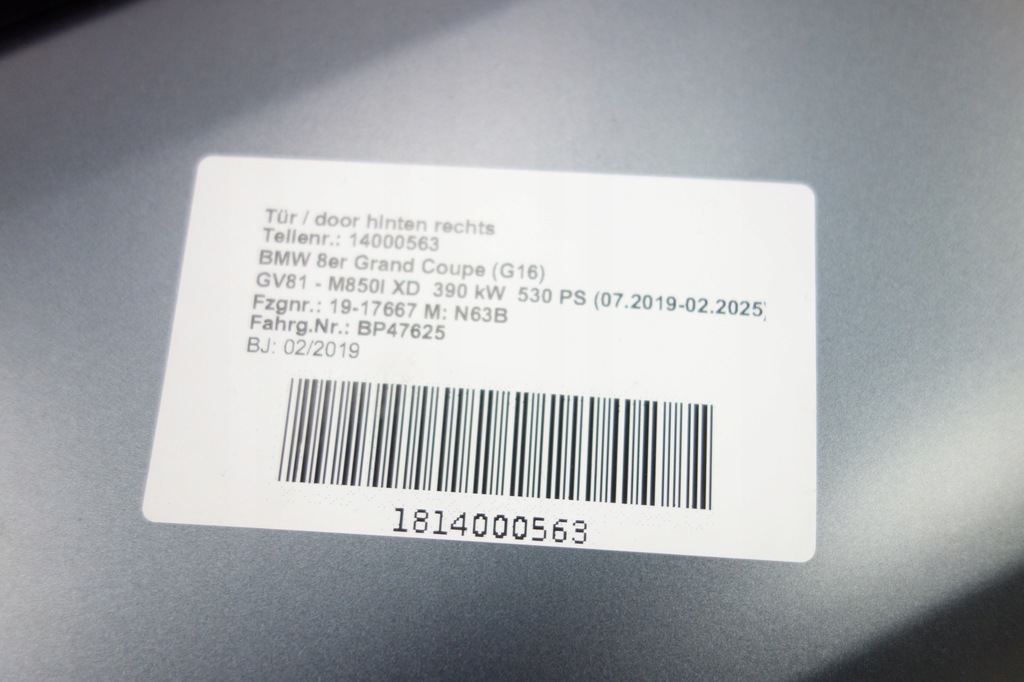 Tür / door hinten rechts
Teilenr.: 14000563
BMW 8er Grand Coupe (G16)
GV81 - M850I XD 390 kW 530 PS (07.2019-02.2025)
Fzgnr.: 19-17667 M: N63B
Fahrg.Nr.: BP47625
BJ: 02/2019
1814000563